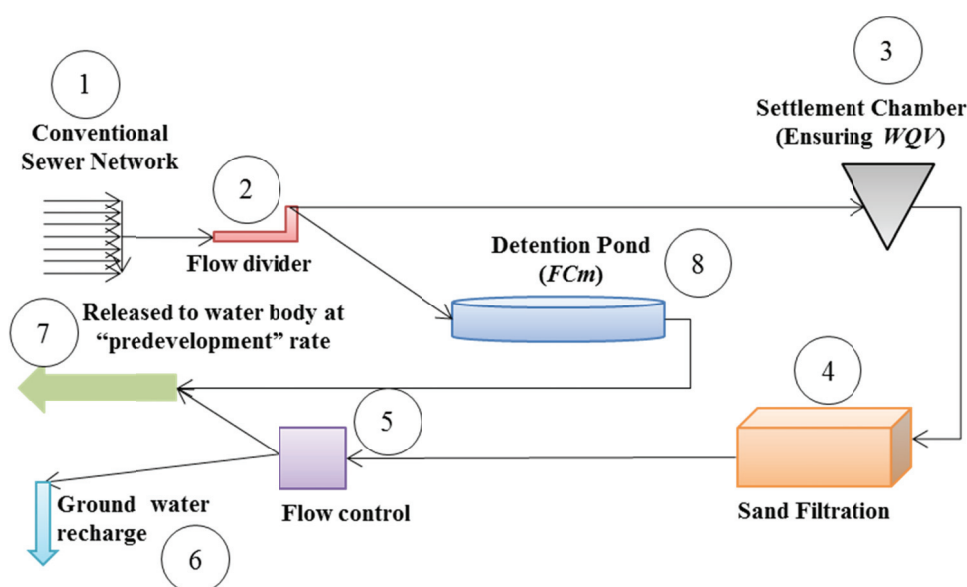 1
Conventional
Sewer Network
2
Flow divider
3
Settlement Chamber
(Ensuring WQV)
Detention Pond
(FCm)
8
7
Released to water body at
“predevelopment” rate
4
Sand Filtration
5
Flow control
Ground water
recharge
6